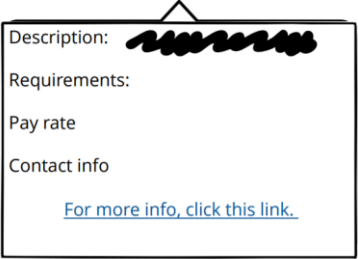 Description:
Requirements:
Pay rate
Contact info
For more info, click this link.